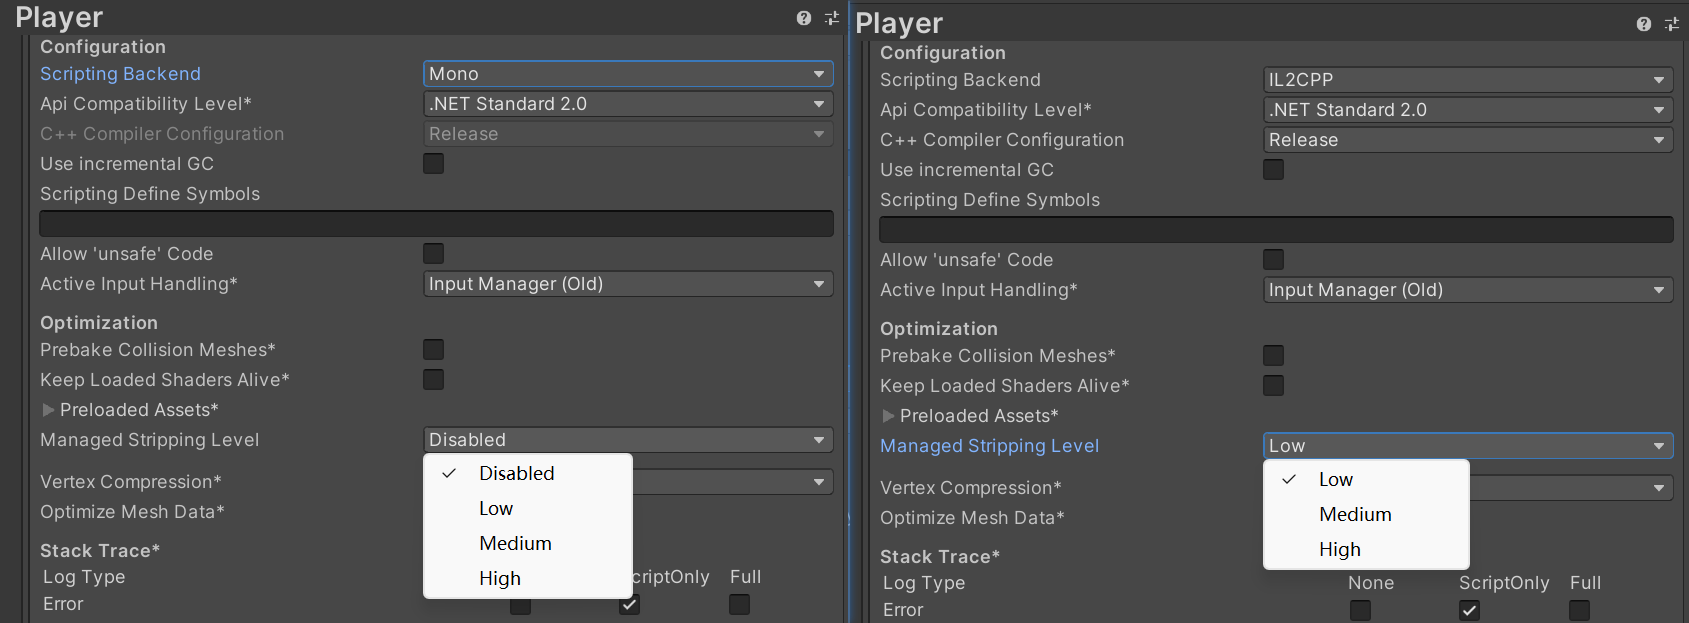 Player
Configuration
Scripting Backend Mono
Api Compatibility Level* .NET Standard 2.0
C++ Compiler Configuration Release
Use incremental GC
Scripting Define Symbols
Allow 'unsafe' Code
Active Input Handling* Input Manager (Old)
Optimization
Prebake Collision Meshes*
Keep Loaded Shaders Alive*
Preloaded Assets*
Managed Stripping Level Disabled
Disabled
Vertex Compression*
Low
Optimize Mesh Data*
Medium
Stack Trace*
High
Log Type criptOnly Full
Error
Player
Configuration
Scripting Backend IL2CPP
Api Compatibility Level* .NET Standard 2.0
C++ Compiler Configuration Release
Use incremental GC
Scripting Define Symbols
Allow 'unsafe' Code
Active Input Handling* Input Manager (Old)
Optimization
Prebake Collision Meshes*
Keep Loaded Shaders Alive*
Preloaded Assets*
Managed Stripping Level Low
Low
Vertex Compression*
Medium
Optimize Mesh Data*
High
Stack Trace*
Log Type None ScriptOnly Full
Error